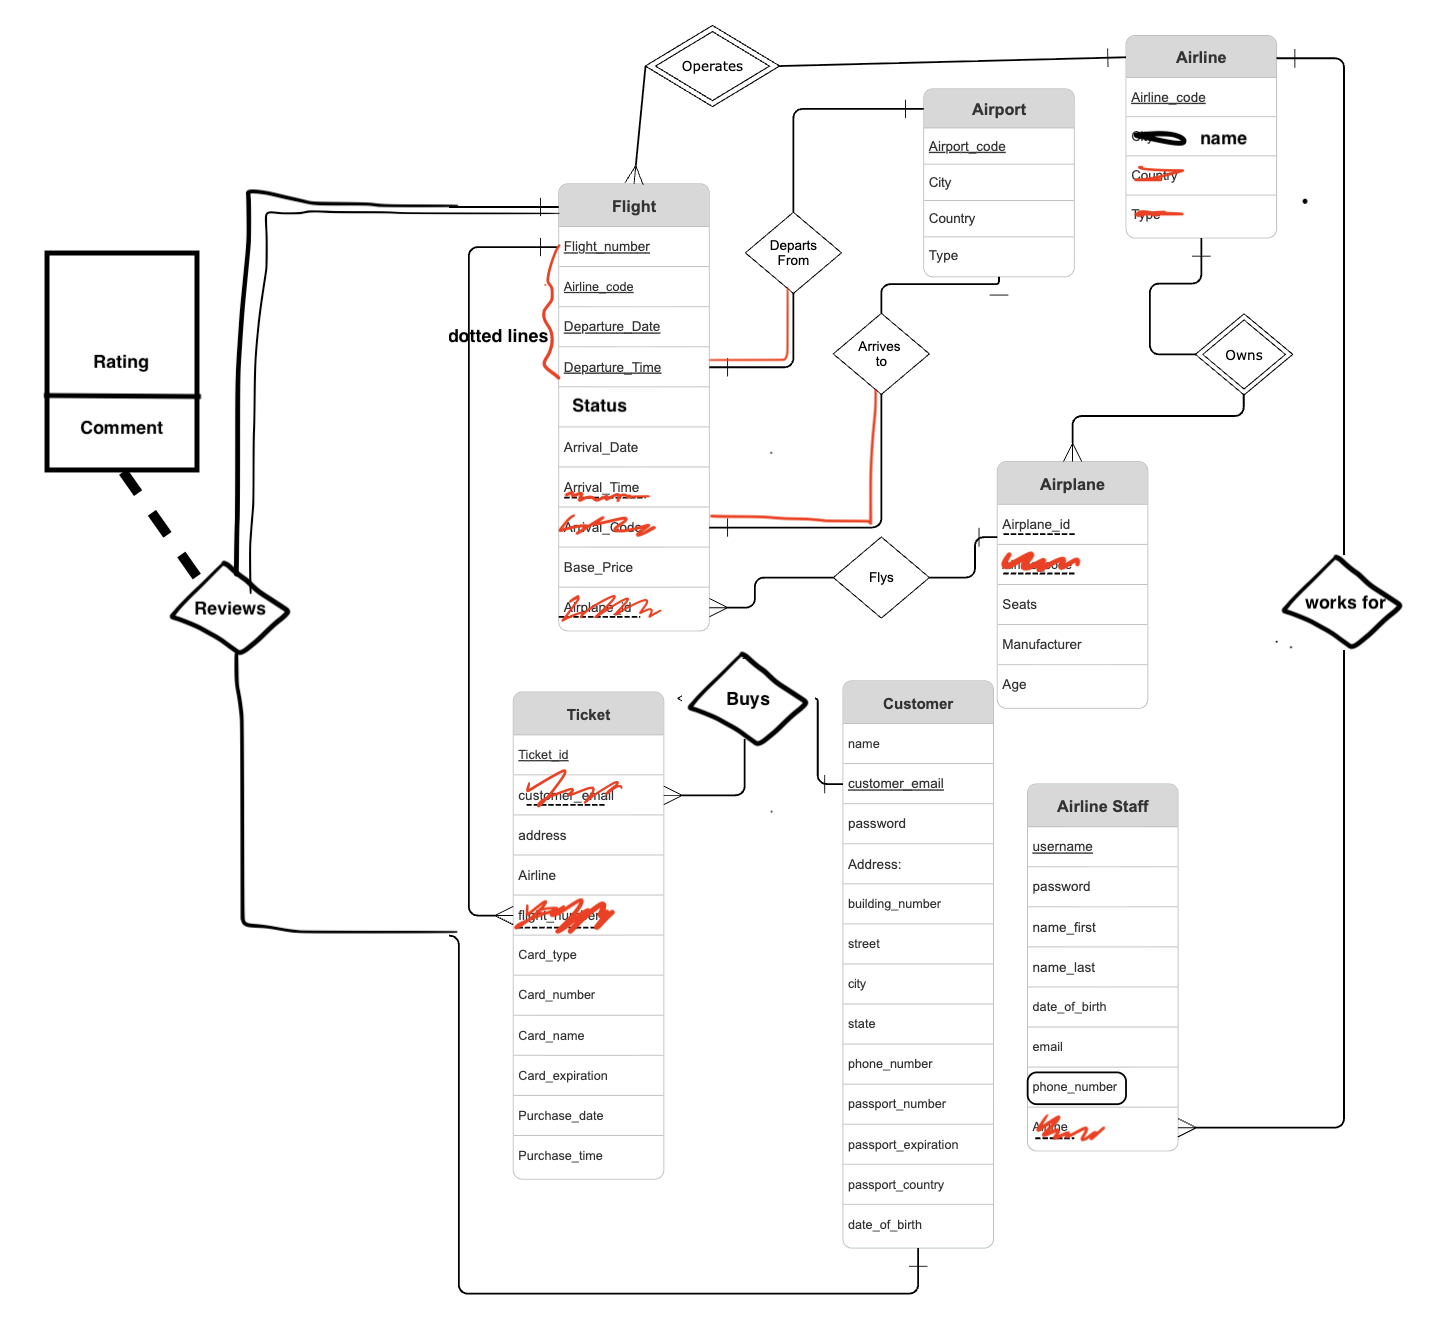 Operates
Airline
Airline_code
name
Country
Type
Airport
Airport_code
City
Country
Type
Departs
From
Flight
Flight_number
Airline_code
dotted lines
Departure_Date
Departure_Time
Status
Arrival_Date
Arrival_Time
Arrival_Code
Base_Price
Airplane_id
Arrives
to
Owns
Rating
Comment
Reviews
Flys
Airplane
Airplane_id
Seats
Manufacturer
Age
works for
Buys
Ticket
Ticket_id
customer_email
address
Airline
flight_number
Card_type
Card_number
Card_name
Card_expiration
Purchase_date
Purchase_time
Customer
name
customer_email
password
Address:
building_number
street
city
state
phone_number
passport_number
passport_expiration
passport_country
date_of_birth
Airline Staff
username
password
name_first
name_last
date_of_birth
email
phone_number
Airline